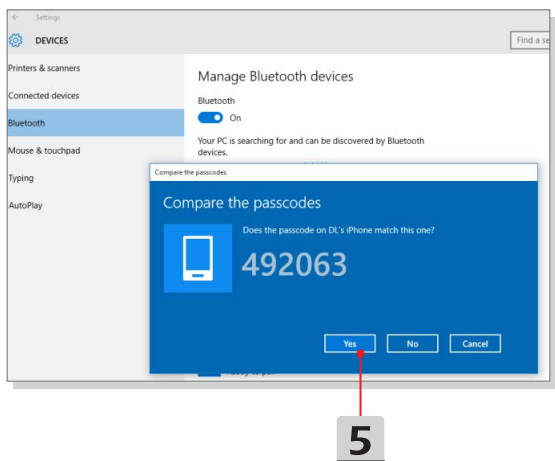 Settings
DEVICES
Find a se
Printers & scanners
Connected devices
Bluetooth
Mouse & touchpad
Typing
AutoPlay
Manage Bluetooth devices
Bluetooth
On
Your PC is searching for and can be discovered by Bluetooth
devices.
Compare the passcodes
Compare the passcodes
Does the passcode on DL's iPhone match this one?
492063
Yes No Cancel
5